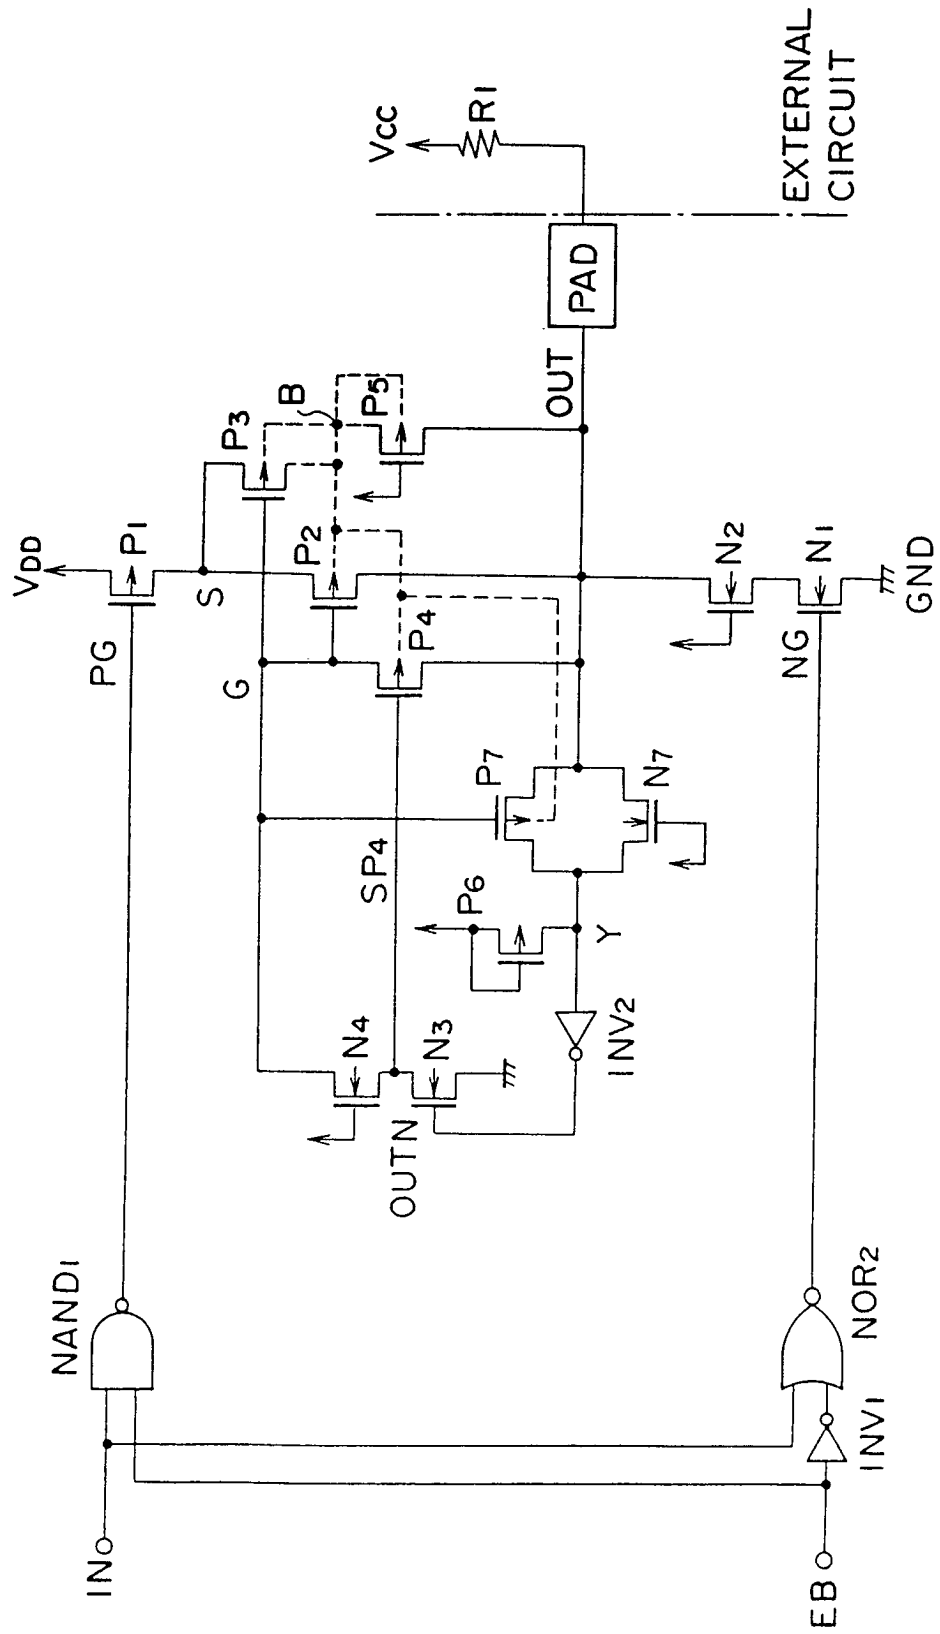 IN
EB
NAND1
INV1
NOR2
PG
NG
VDD
P1
S
G
P2
P3
B
P5
P4
SP4
P7
N7
P6
Y
INV2
N4
N3
OUTN
N2
N1
GND
OUT
PAD
VCC
R1
EXTERNAL
CIRCUIT